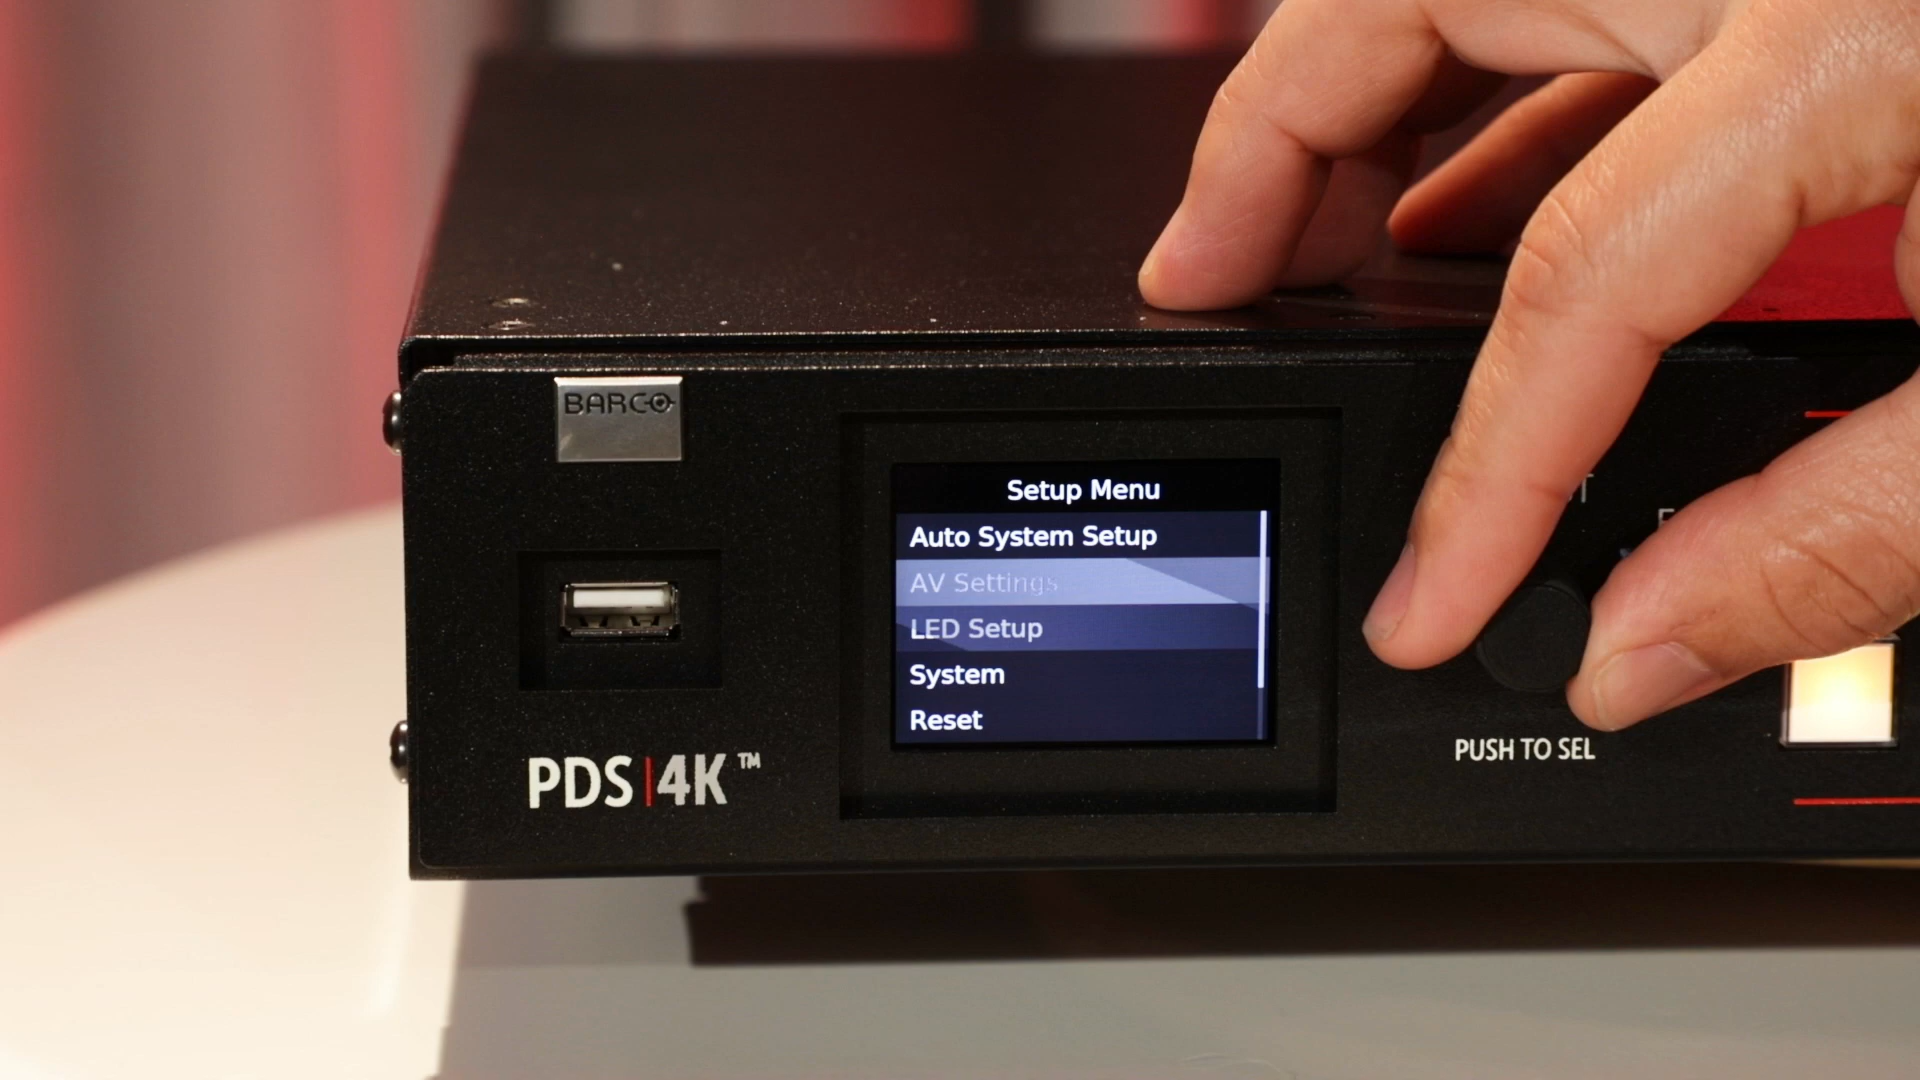 BARCO
Setup Menu
Auto System Setup
AV Settings
LED Setup
System
Reset
PDS|4K™
PUSH TO SEL